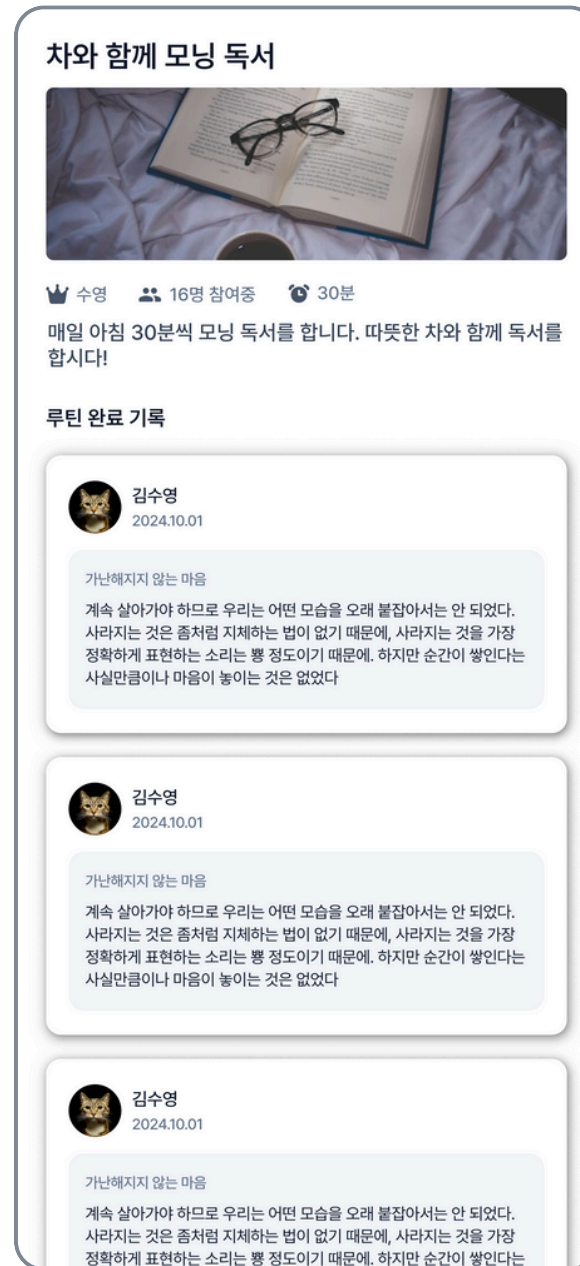 차와 함께 모닝 독서
수영 16명 참여중 30분
매일 아침 30분씩 모닝 독서를 합니다. 따뜻한 차와 함께 독서를
합시다!
루틴 완료 기록
김수영
2024.10.01
가난해지지 않는 마음
계속 살아가야 하므로 우리는 어떤 모습을 오래 붙잡아서는 안 되었다.
사라지는 것은 좀처럼 지체하는 법이 없기 때문에, 사라지는 것을 가장
정확하게 표현하는 소리는 뿅 정도이기 때문에. 하지만 순간이 쌓인다는
사실만큼이나 마음이 놓이는 것은 없었다
김수영
2024.10.01
가난해지지 않는 마음
계속 살아가야 하므로 우리는 어떤 모습을 오래 붙잡아서는 안 되었다.
사라지는 것은 좀처럼 지체하는 법이 없기 때문에, 사라지는 것을 가장
정확하게 표현하는 소리는 뿅 정도이기 때문에. 하지만 순간이 쌓인다는
사실만큼이나 마음이 놓이는 것은 없었다
김수영
2024.10.01
가난해지지 않는 마음
계속 살아가야 하므로 우리는 어떤 모습을 오래 붙잡아서는 안 되었다.
사라지는 것은 좀처럼 지체하는 법이 없기 때문에, 사라지는 것을 가장
정확하게 표현하는 소리는 뿅 정도이기 때문에. 하지만 순간이 쌓인다는